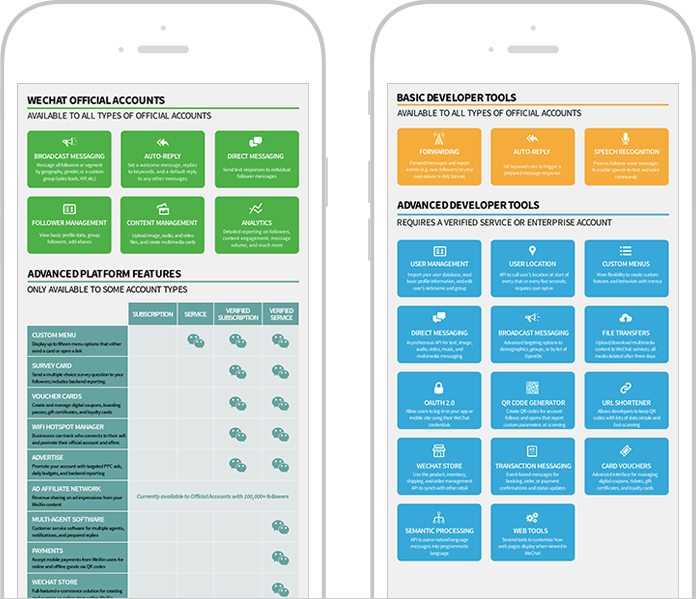 WECHAT OFFICIAL ACCOUNTS
AVAILABLE TO ALL TYPES OF OFFICIAL ACCOUNTS
BROADCAST MESSAGING
Message all followers or segment
by geography, gender, or a custom
group (sales leads, VIP, etc.)
AUTO-REPLY
Set a welcome message, replies
to keywords, and a default reply
to any other messages
DIRECT MESSAGING
Send text responses to individual
follower messages
FOLLOWER MANAGEMENT
View basic profile data, group
followers, add aliases
CONTENT MANAGEMENT
Upload image, audio, and video
files, and create multimedia cards
ANALYTICS
Detailed reporting on followers,
content engagement, message
volume, and much more
ADVANCED PLATFORM FEATURES
ONLY AVAILABLE TO SOME ACCOUNT TYPES
SUBSCRIPTION
SERVICE
VERIFIED
SUBSCRIPTION
VERIFIED
SERVICE
CUSTOM MENU
Display up to fifteen menu options that either
send a card or open a link
SURVEY CARD
Send a multiple choice survey question to your
followers; includes backend reporting
VOUCHER CARDS
Create and manage digital coupons, boarding
passes, gift certificates, and loyalty cards
WIFI HOTSPOT MANAGER
Businesses can track who connects to their wifi
and promote their official account and offers
ADVERTISE
Promote your account with targeted PPC ads,
daily budgets, and backend reporting
AD AFFILIATE NETWORK
Revenue sharing on ad impressions from your
WeiXin content
Currently available to Official Accounts with 100,000+ followers
MULTI-AGENT SOFTWARE
Customer service software for multiple agents,
notifications, and prepared replies
PAYMENTS
Accept mobile payments from WeiXin users for
online and offline goods via QR codes
WECHAT STORE
Full-featured e-commerce solution for creating
BASIC DEVELOPER TOOLS
AVAILABLE TO ALL TYPES OF OFFICIAL ACCOUNTS
FORWARDING
Forward messages and report
events (e.g. new followers) to your
own server in XML format
AUTO-REPLY
Set keyword rules to trigger a
prepared message response
SPEECH RECOGNITION
Process follower voice messages
to enable speech-to-text and voice
commands
ADVANCED DEVELOPER TOOLS
REQUIRES A VERIFIED SERVICE OR ENTERPRISE ACCOUNT
USER MANAGEMENT
Import your user database, read
basic profile information, and edit
user's nickname and group
USER LOCATION
API to call user's location at start of
every chat or every five seconds;
requires user opt in
CUSTOM MENUS
More flexibility to create custom
features and behaviors with menus
DIRECT MESSAGING
Asynchronous API for text, image,
audio, video, music, and
multimedia messaging
BROADCAST MESSAGING
Advanced targeting options to
demographics, groups, or by list of
OpenIDs
FILE TRANSFERS
Upload/download multimedia
content to WeChat services; all
media deleted after three days
OAUTH 2.0
Allow users to log-in to your app or
mobile site using their WeChat
credentials
QR CODE GENERATOR
Create QR codes for account
follows and opens that report
custom parameters at scanning
URL SHORTENER
Allows developers to keep QR
codes with lots of data simple and
fast-scanning
WECHAT STORE
Use the product, inventory,
shipping, and order management
API to synch with other retail
TRANSACTION MESSAGING
Event-based messages for
booking, order, or payment
confirmations and status updates
CARD VOUCHERS
Advanced interface for managing
digital coupons, tickets, gift
certificates, and loyalty cards
SEMANTIC PROCESSING
API to parse natural language
messages into programmatic
language
WEB TOOLS
Several tools to customize how
web pages display when viewed in
WeChat